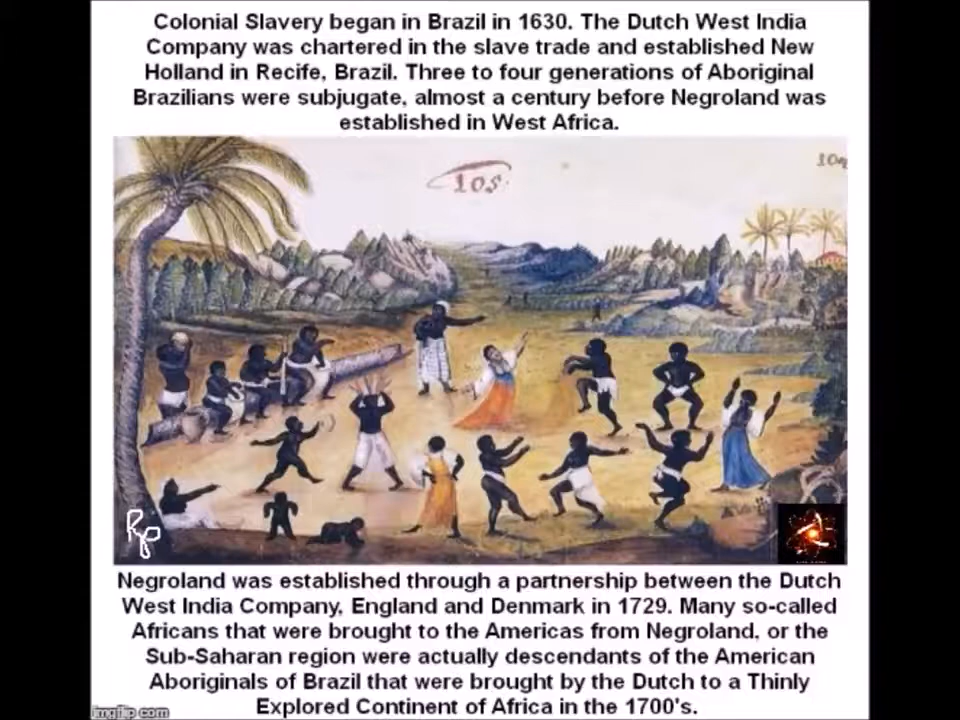 Colonial Slavery began in Brazil in 1630. The Dutch West India
Company was chartered in the slave trade and established New
Holland in Recife, Brazil. Three to four generations of Aboriginal
Brazilians were subjugate, almost a century before Negroland was
established in West Africa.
105.
RP
Negroland was established through a partnership between the Dutch
West India Company, England and Denmark in 1729. Many so-called
Africans that were brought to the Americas from Negroland, or the
Sub-Saharan region were actually descendants of the American
Aboriginals of Brazil that were brought by the Dutch to a Thinly
Explored Continent of Africa in the 1700's.
imgflip.com